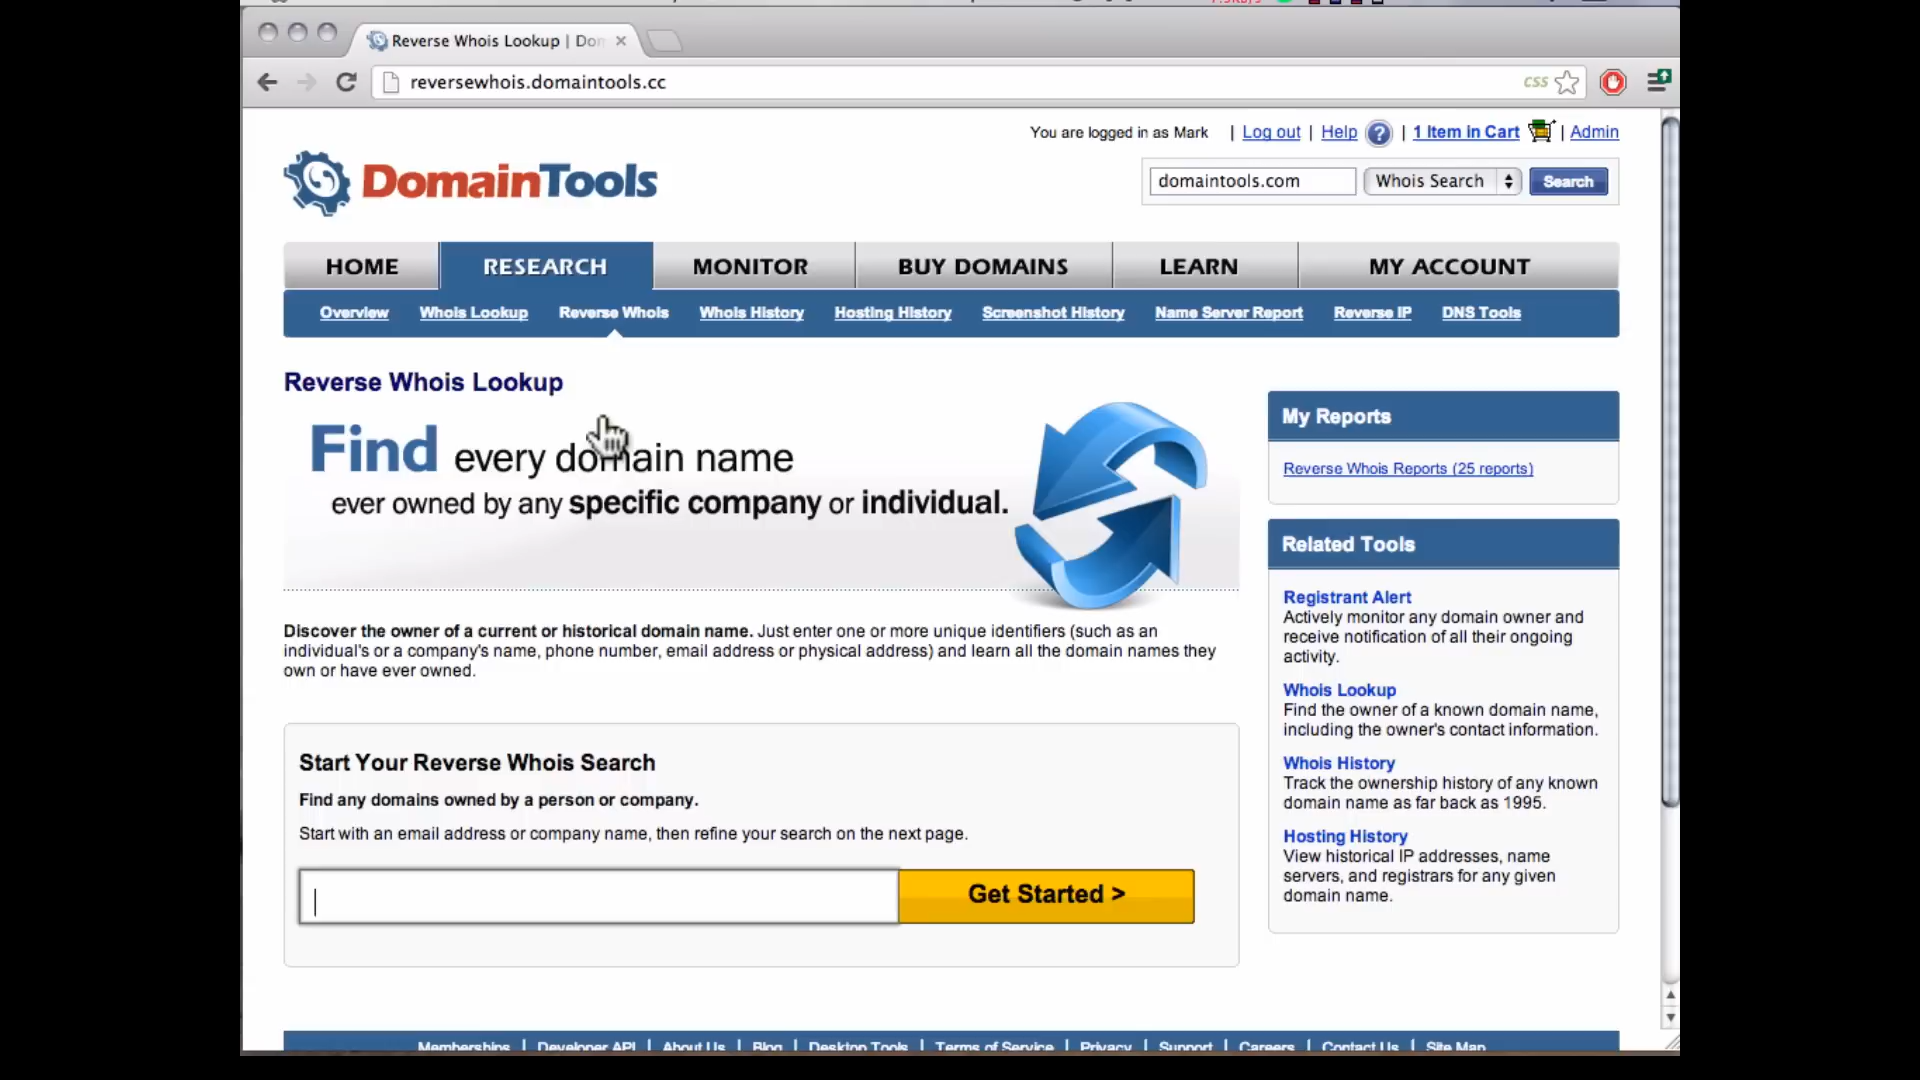 Reverse Whois Lookup | Dom
reversewhois.domaintools.cc
CSS
You are logged in as Mark | Log out | Help ? | 1 Item in Cart | Admin
DomainTools
domaintools.com Whois Search Search
HOME RESEARCH MONITOR BUY DOMAINS LEARN MY ACCOUNT
Overview Whois Lookup Reverse Whois Whois History Hosting History Screenshot History Name Server Report Reverse IP DNS Tools
Reverse Whois Lookup
Find every domain name
ever owned by any specific company or individual.
Discover the owner of a current or historical domain name. Just enter one or more unique identifiers (such as an
individual's or a company's name, phone number, email address or physical address) and learn all the domain names they
own or have ever owned.
Start Your Reverse Whois Search
Find any domains owned by a person or company.
Start with an email address or company name, then refine your search on the next page.
Get Started >
My Reports
Reverse Whois Reports (25 reports)
Related Tools
Registrant Alert
Actively monitor any domain owner and
receive notification of all their ongoing
activity.
Whois Lookup
Find the owner of a known domain name,
including the owner's contact information.
Whois History
Track the ownership history of any known
domain name as far back as 1995.
Hosting History
View historical IP addresses, name
servers, and registrars for any given
domain name.
Memberships | Developer API | About Us | Blog | Desktop Tools | Terms of Service | Privacy | Support | Careers | Contact Us | Site Map